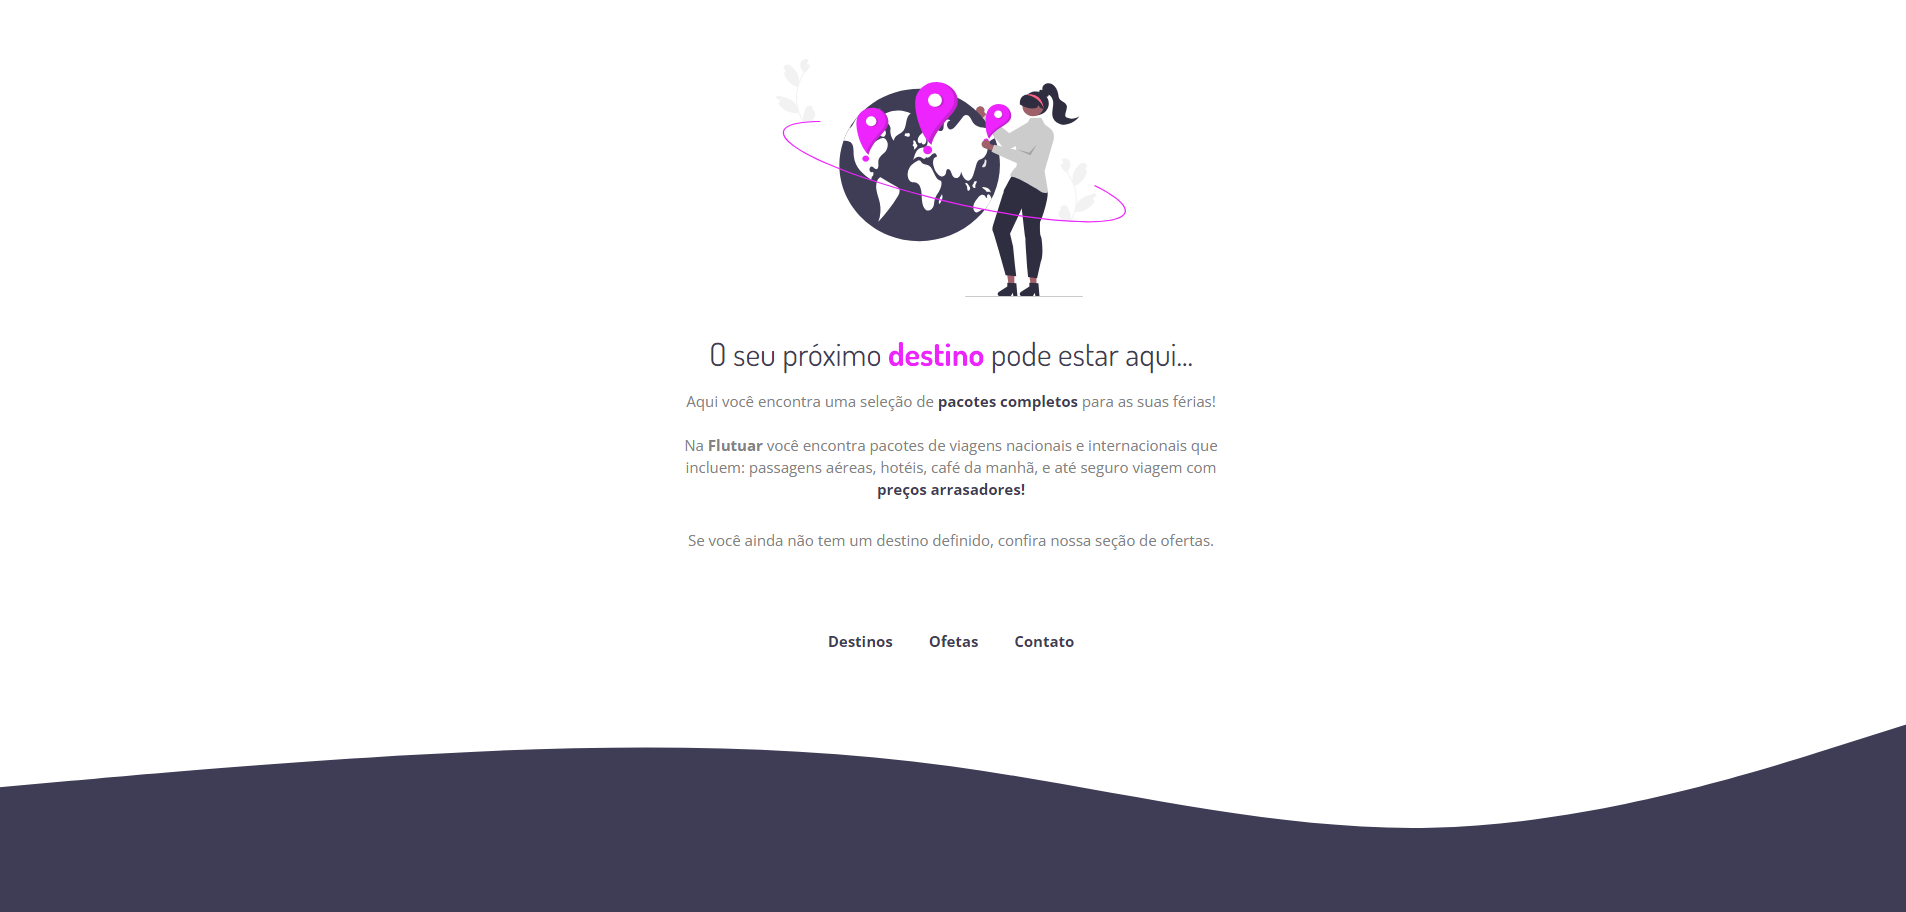 O seu próximo destino pode estar aqui...
Aqui você encontra uma seleção de pacotes completos para as suas férias!
Na Flutuar você encontra pacotes de viagens nacionais e internacionais que
incluem: passagens aéreas, hotéis, café da manhã, e até seguro viagem com
preços arrasadores!
Se você ainda não tem um destino definido, confira nossa seção de ofertas.
Destinos Ofetas Contato